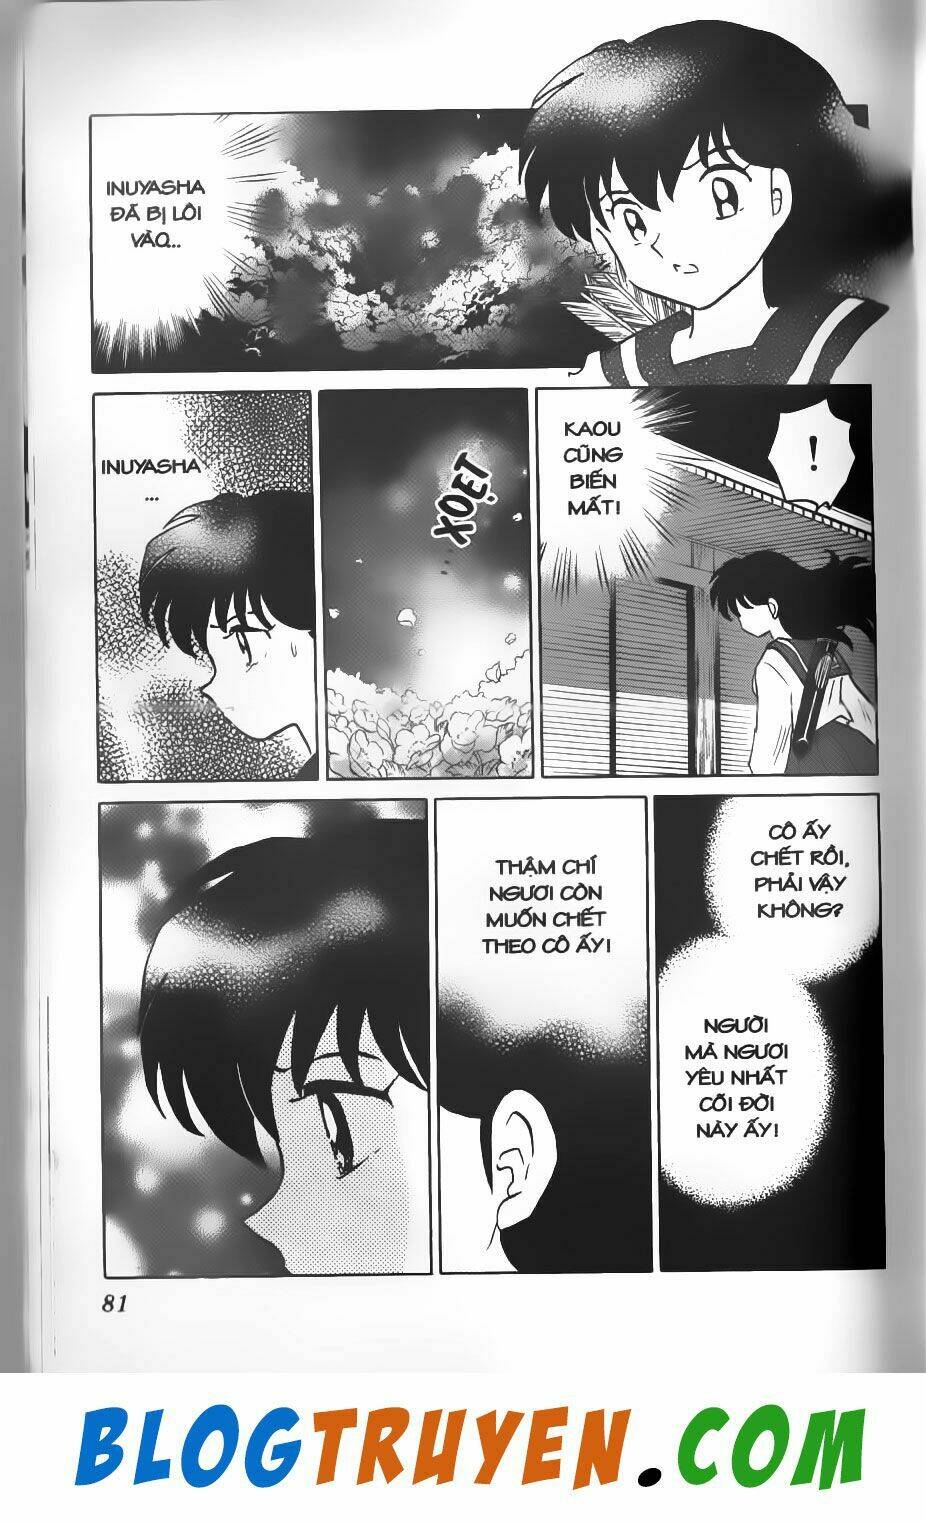 INUYASHA
ĐÃ BỊ LÔI
VÀO...
!
KAOU
CŨNG
BIẾN
MẤT!
XOẸT
INUYASHA
...
CÔ ẤY
CHẾT RỒI,
PHẢI VẬY
KHÔNG?
NGƯỜI
MÀ NGƯƠI
YÊU NHẤT
CÕI ĐỜI
NÀY ẤY!
THẬM CHÍ
NGƯƠI CÒN
MUỐN CHẾT
THEO CÔ ẤY!
81
BLOGTRUYEN.COM